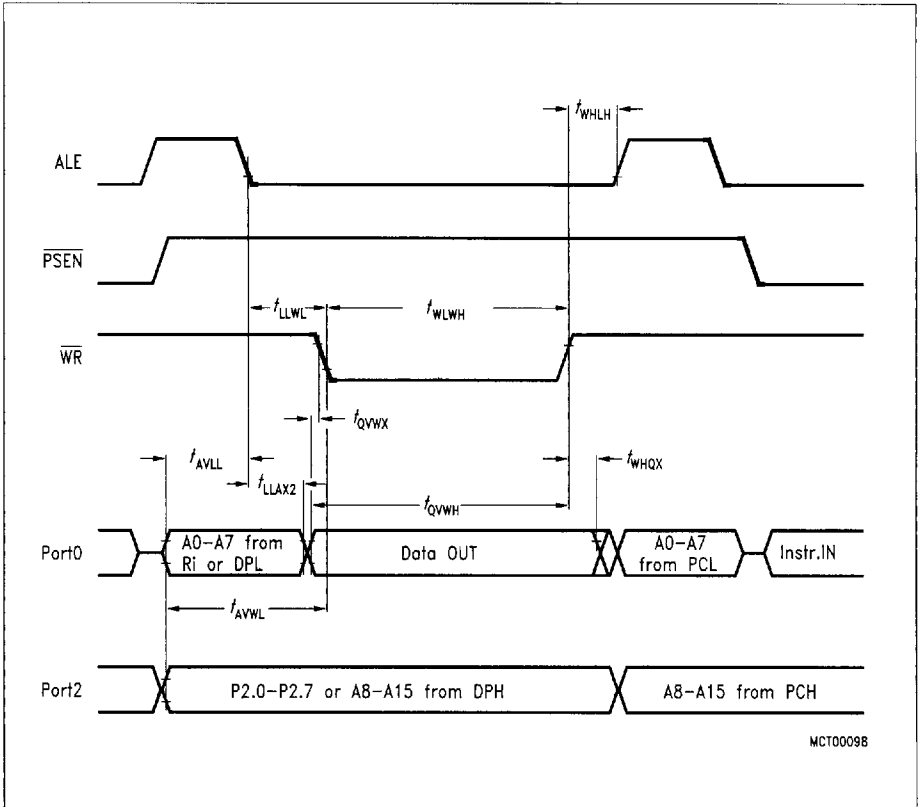 tWHLH
ALE
PSEN
tLLWL
tWLWH
WR
tQVWX
tAVLL
tWHQX
tLLAX2
tQVWH
Port0
A0-A7 from
Ri or DPL
Data OUT
A0-A7
from PCL
Instr.IN
tAVWL
Port2
P2.0-P2.7 or A8-A15 from DPH
A8-A15 from PCH
MCT00098